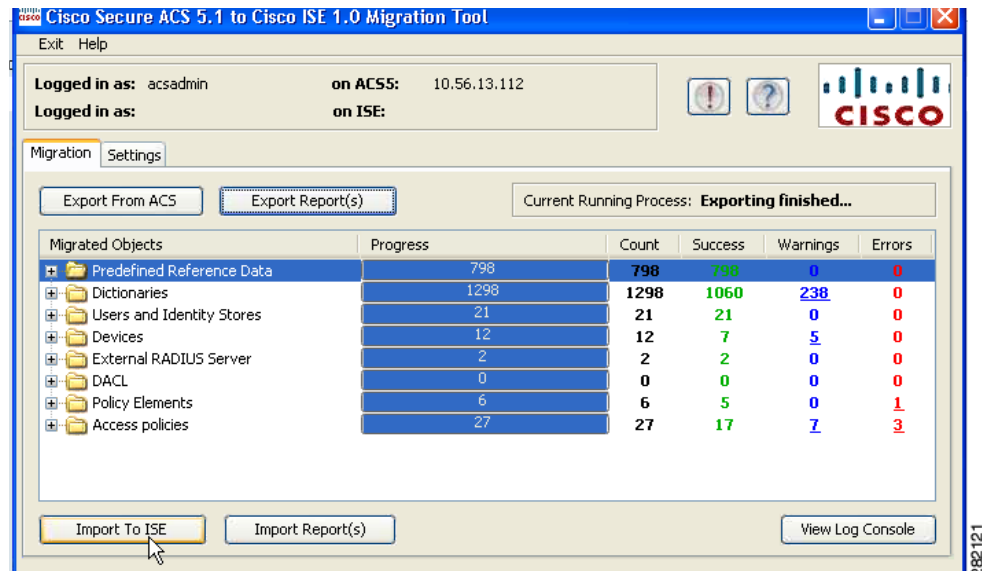 Cisco Secure ACS 5.1 to Cisco ISE 1.0 Migration Tool
Exit Help
Logged in as: acsadmin on ACS5: 10.56.13.112
Logged in as: on ISE:
CISCO
Migration Settings
Export From ACS Export Report(s) Current Running Process: Exporting finished...
Migrated Objects Progress Count Success Warnings Errors
Predefined Reference Data 798 798 798 0 0
Dictionaries 1298 1298 1060 238 0
Users and Identity Stores 21 21 21 0 0
Devices 12 12 7 5 0
External RADIUS Server 2 2 2 0 0
DACL 0 0 0 0 0
Policy Elements 6 6 5 0 1
Access policies 27 27 17 7 3
Import To ISE Import Report(s) View Log Console
282121